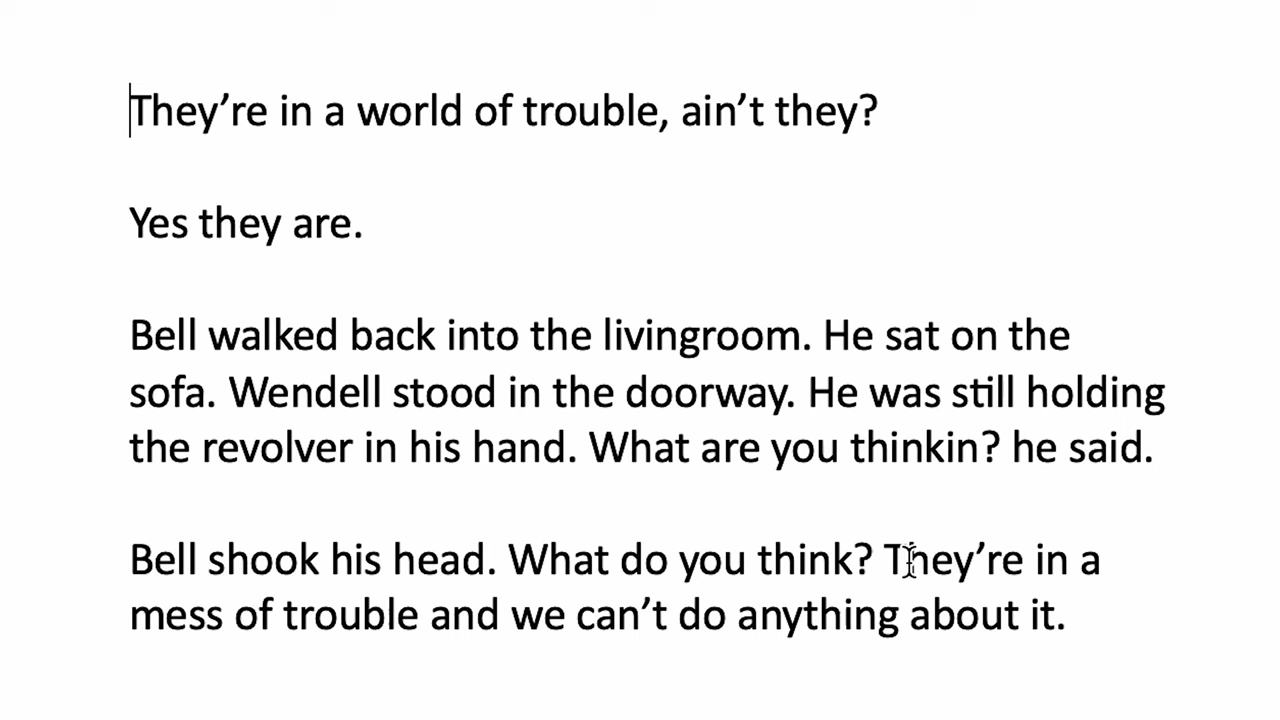 They’re in a world of trouble, ain’t they?
Yes they are.
Bell walked back into the livingroom. He sat on the
sofa. Wendell stood in the doorway. He was still holding
the revolver in his hand. What are you thinkin? he said.
Bell shook his head. What do you think? They’re in a
mess of trouble and we can’t do anything about it.